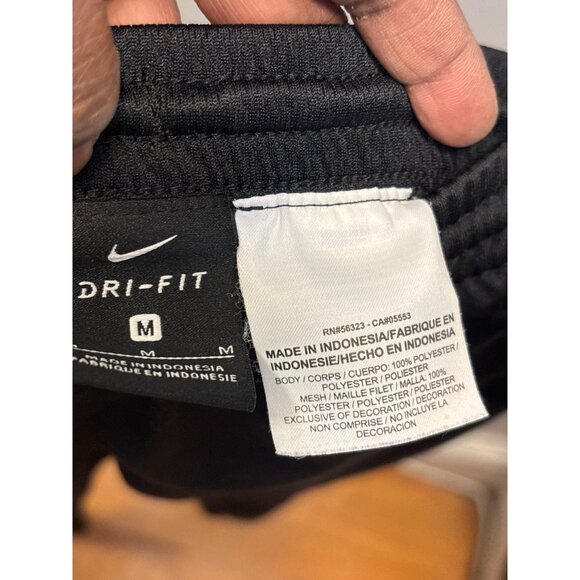 DRI-FIT
M
M M
MADE IN INDONESIA
FABRIQUE EN INDONÉSIE
RN#56323 - CA#05553
MADE IN INDONESIA/FABRIQUE EN
INDONESIE/HECHO EN INDONESIA
BODY / CORPS / CUERPO: 100% POLYESTER /
POLYESTER / POLIESTER
MESH / MAILLE FILET / MALLA: 100%
POLYESTER / POLYESTER / POLIESTER
EXCLUSIVE OF DECORATION / DECORATION
NON COMPRISE / NO INCLUYE LA
DECORACION